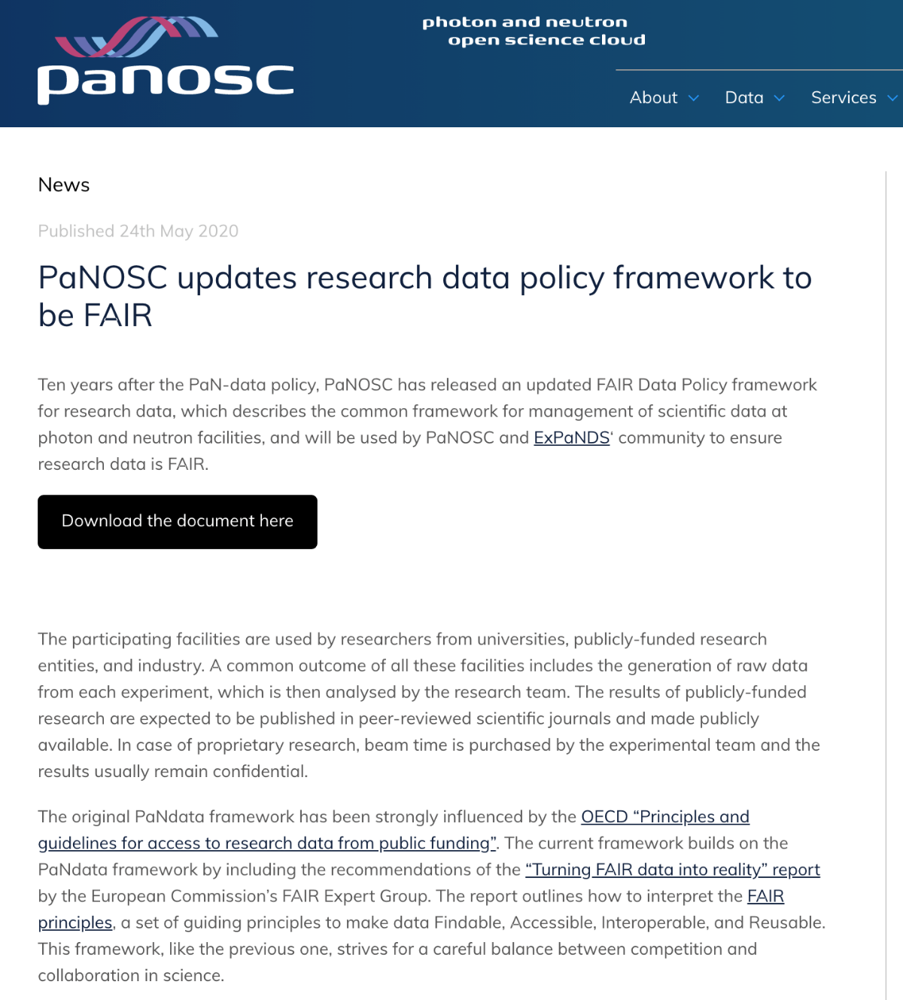 photon and neutron
open science cloud
panosc
About
Data
Services
News
Published 24th May 2020
PaNOSC updates research data policy framework to
be FAIR
Ten years after the PaN-data policy, PaNOSC has released an updated FAIR Data Policy framework
for research data, which describes the common framework for management of scientific data at
photon and neutron facilities, and will be used by PaNOSC and ExPaNDS‘ community to ensure
research data is FAIR.
Download the document here
The participating facilities are used by researchers from universities, publicly-funded research
entities, and industry. A common outcome of all these facilities includes the generation of raw data
from each experiment, which is then analysed by the research team. The results of publicly-funded
research are expected to be published in peer-reviewed scientific journals and made publicly
available. In case of proprietary research, beam time is purchased by the experimental team and the
results usually remain confidential.
The original PaNdata framework has been strongly influenced by the OECD “Principles and
guidelines for access to research data from public funding”. The current framework builds on the
PaNdata framework by including the recommendations of the “Turning FAIR data into reality” report
by the European Commission’s FAIR Expert Group. The report outlines how to interpret the FAIR
principles, a set of guiding principles to make data Findable, Accessible, Interoperable, and Reusable.
This framework, like the previous one, strives for a careful balance between competition and
collaboration in science.